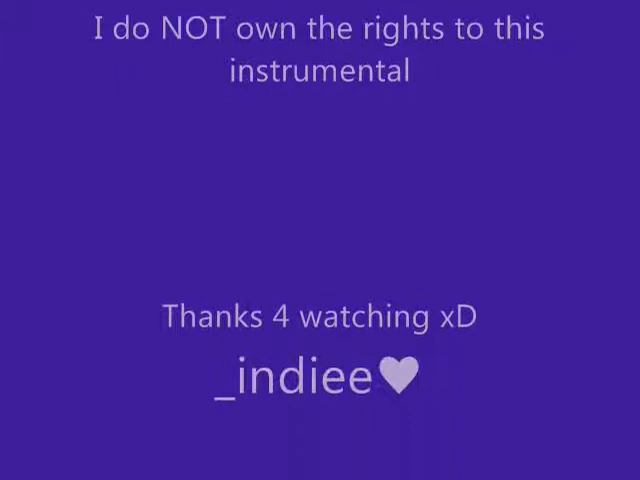 I do NOT own the rights to this
instrumental
Thanks 4 watching xD
_indiee♥